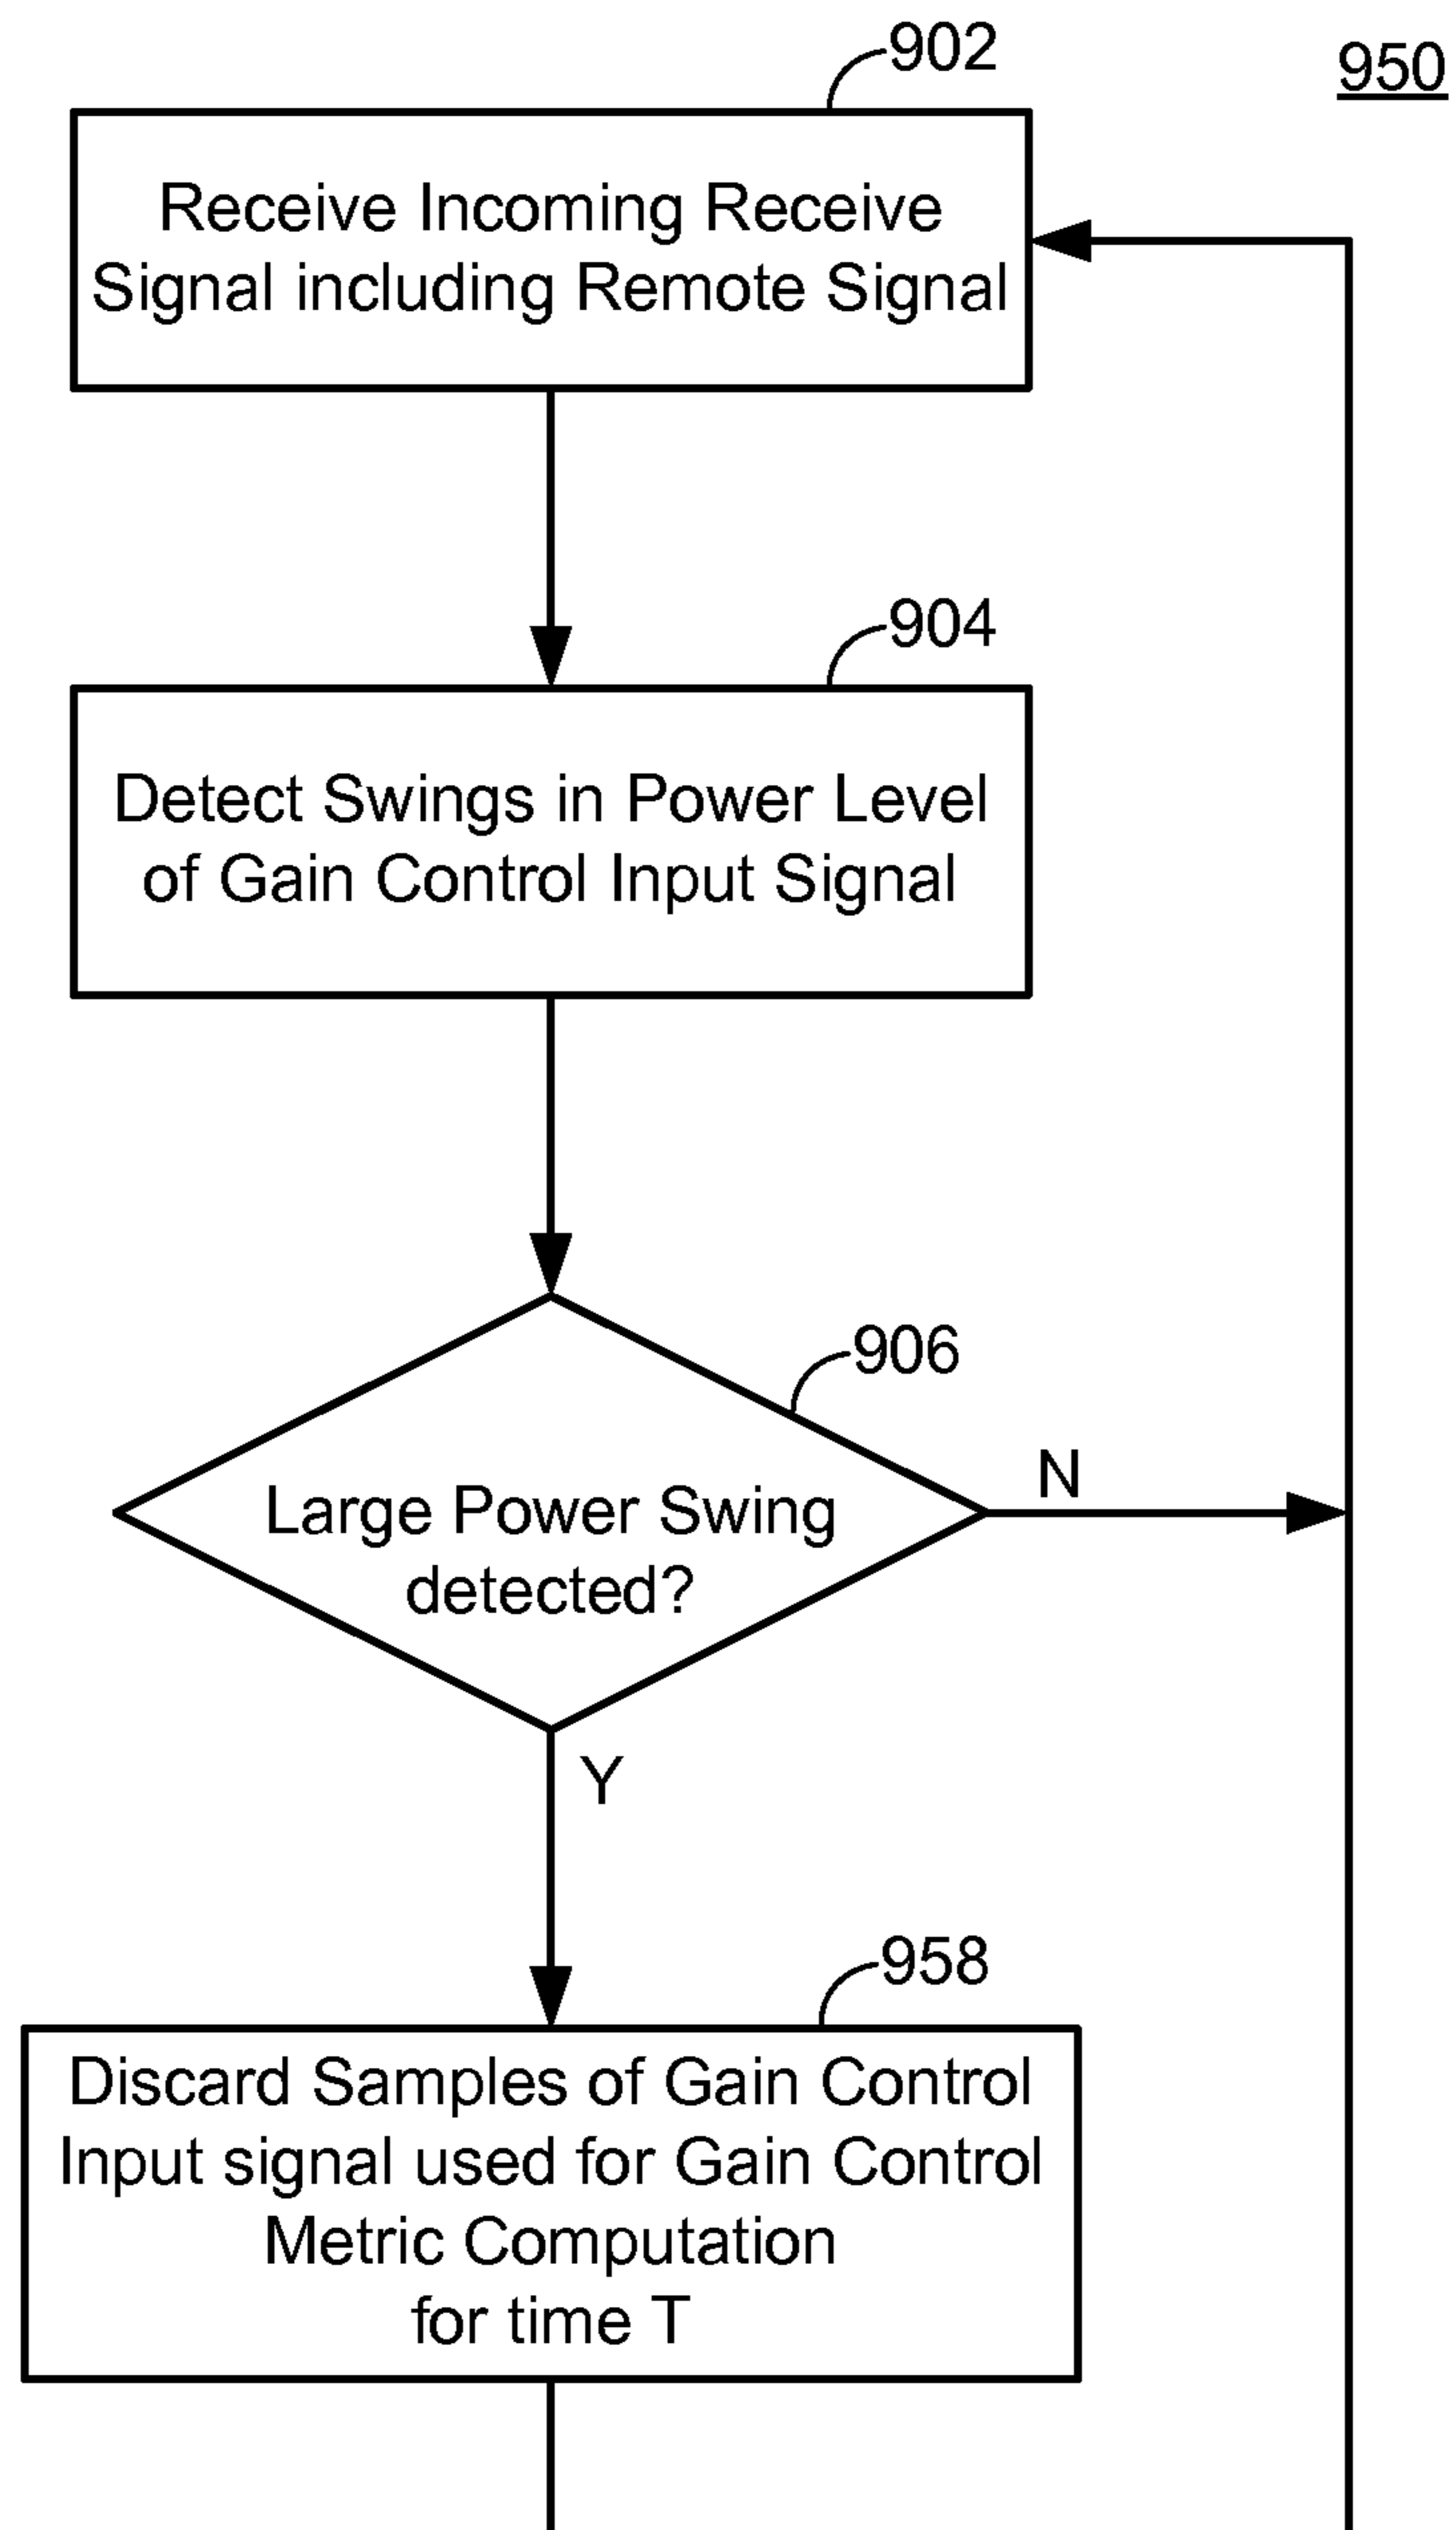 902
950
Receive Incoming Receive
Signal including Remote Signal
904
Detect Swings in Power Level
of Gain Control Input Signal
906
N
Large Power Swing
detected?
Y
958
Discard Samples of Gain Control
Input signal used for Gain Control
Metric Computation
for time T